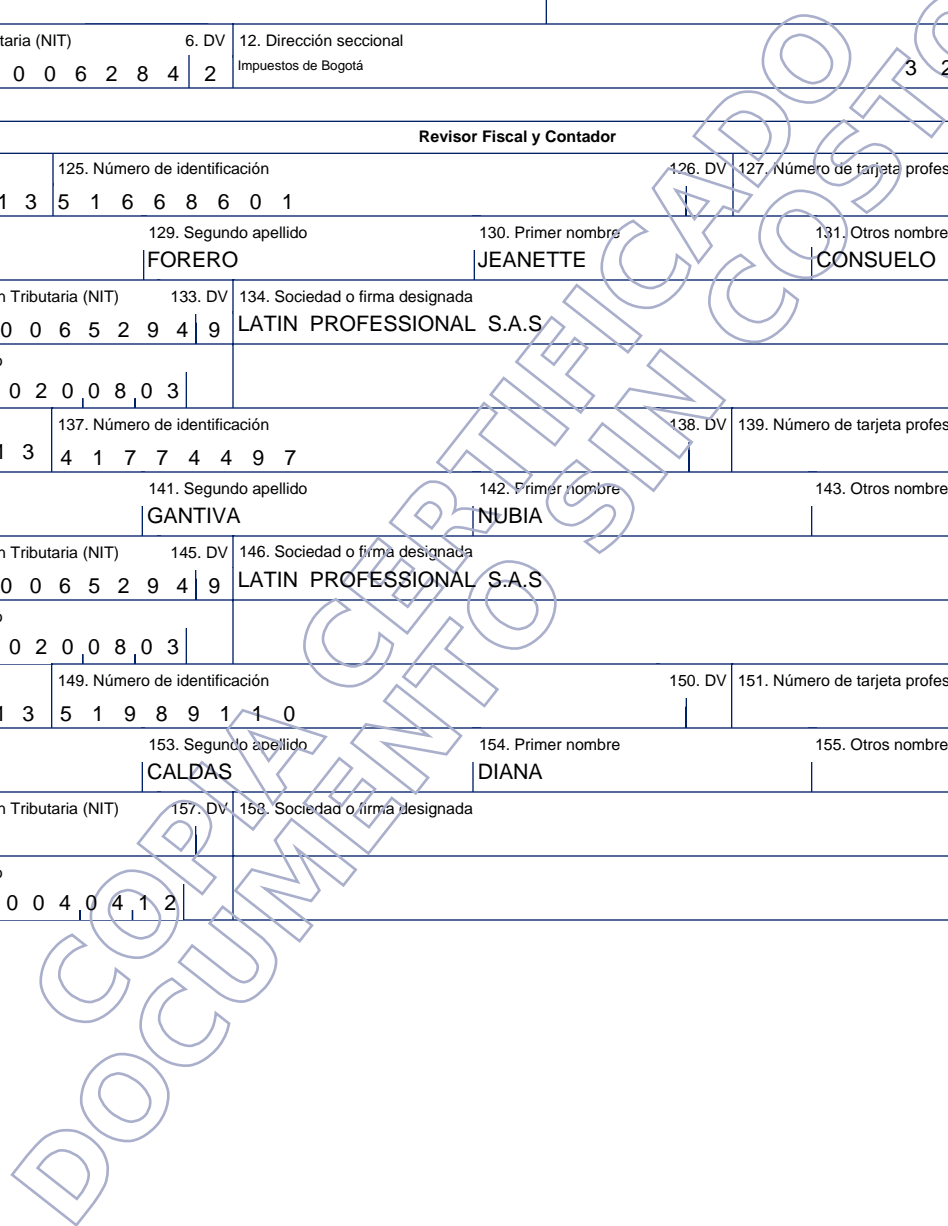 taria (NIT) 6. DV 12. Dirección seccional
0 0 6 2 8 4 2 Impuestos de Bogotá 3 2
Revisor Fiscal y Contador
125. Número de identificación 126. DV 127. Número de tarjeta profes
1 3 5 1 6 6 8 6 0 1
129. Segundo apellido 130. Primer nombre 131. Otros nombre
FORERO JEANETTE CONSUELO
n Tributaria (NIT) 133. DV 134. Sociedad o firma designada
0 0 6 5 2 9 4 9 LATIN PROFESSIONAL S.A.S
o
0 2 0 0 8 0 3
137. Número de identificación 138. DV 139. Número de tarjeta profes
1 3 4 1 7 7 4 4 9 7
141. Segundo apellido 142. Primer nombre 143. Otros nombre
GANTIVA NUBIA
n Tributaria (NIT) 145. DV 146. Sociedad o firma designada
0 0 6 5 2 9 4 9 LATIN PROFESSIONAL S.A.S
o
0 2 0 0 8 0 3
149. Número de identificación 150. DV 151. Número de tarjeta profes
1 3 5 1 9 8 9 1 1 0
153. Segundo apellido 154. Primer nombre 155. Otros nombre
CALDAS DIANA
n Tributaria (NIT) 157. DV 158. Sociedad o firma designada
o
0 0 4 0 4 1 2
COPIA CERTIFICADO
DOCUMENTO SIN COSTO